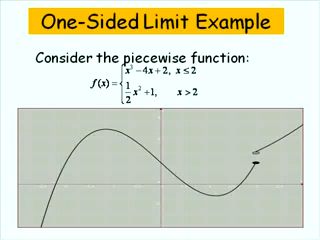 One-Sided Limit Example
Consider the piecewise function:
f(x) = { x³ − 4x + 2, x ≤ 2
1/2 x² + 1, x > 2